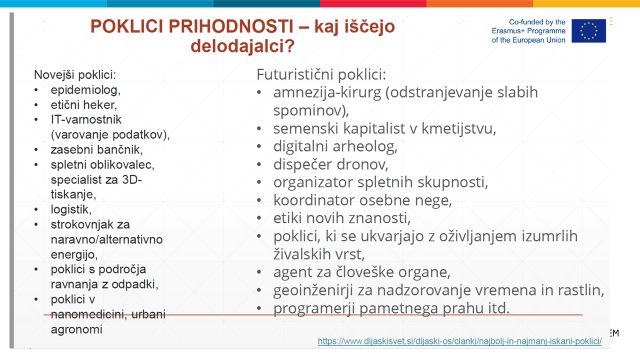 POKLICI PRIHODNOSTI – kaj iščejo
delodajalci?
Co-funded by the
Erasmus+ Programme
of the European Union
Novejši poklici:
• epidemiolog,
• etični heker,
• IT-varnostnik
(varovanje podatkov),
• zasebni bančnik,
• spletni oblikovalec,
specialist za 3D-
tiskanje,
• logistik,
• strokovnjak za
naravno/alternativno
energijo,
• poklici s področja
ravnanja z odpadki,
• poklici v
nanomedicini, urbani
agronomi
Futuristični poklici:
• amnezija-kirurg (odstranjevanje slabih
spominov),
• semenski kapitalist v kmetijstvu,
• digitalni arheolog,
• dispečer dronov,
• organizator spletnih skupnosti,
• koordinator osebne nege,
• etiki novih znanosti,
• poklici, ki se ukvarjajo z oživljanjem izumrlih
živalskih vrst,
• agent za človeške organe,
• geoinženirji za nadzorovanje vremena in rastlin,
• programerji pametnega prahu itd.
https://www.dijaskisvet.si/dijaski-os/clanki/najbolj-in-najmanj-iskani-poklici/